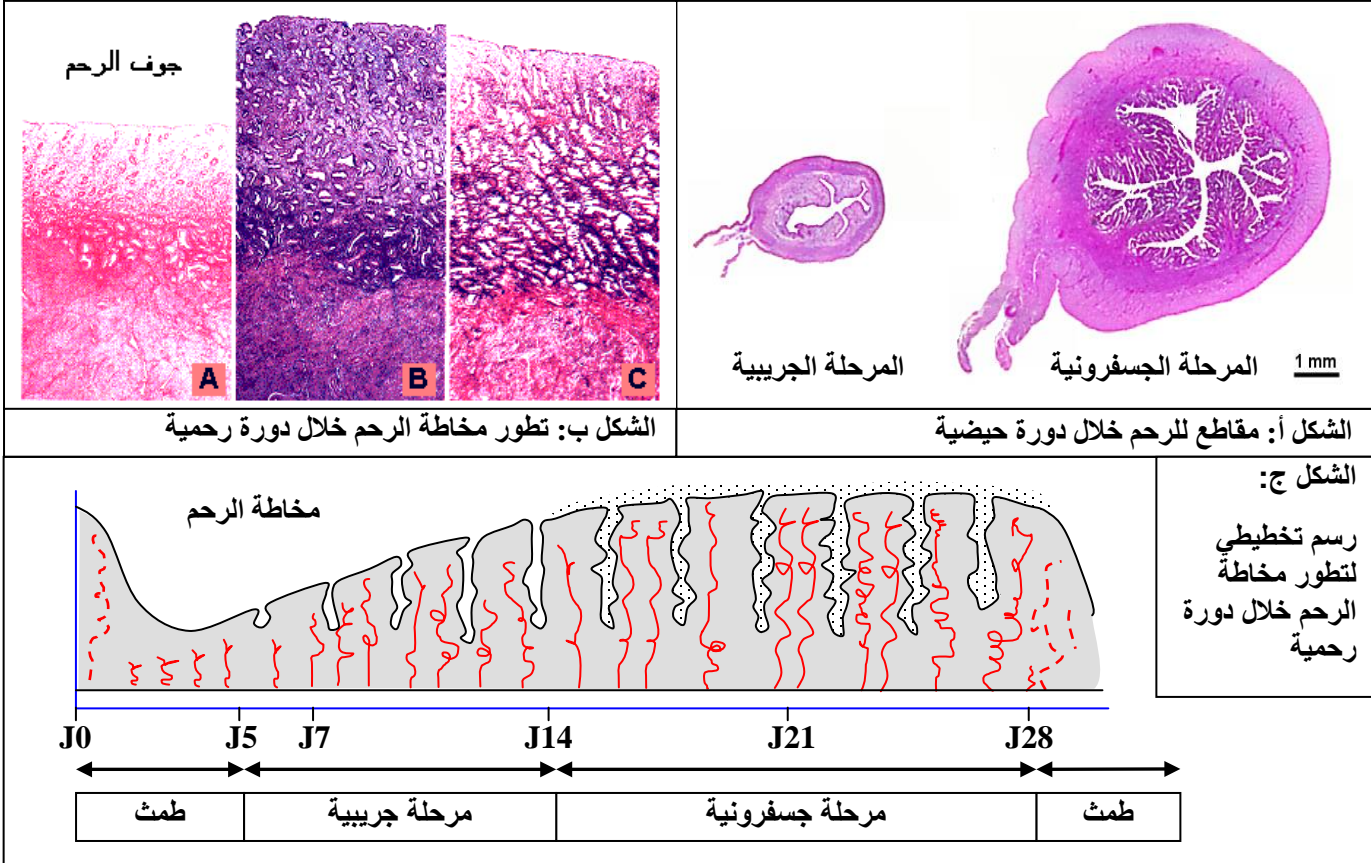 جوف الرحم
A
B
C
المرحلة الجريبية
المرحلة الجسفرونية
1 mm
الشكل أ: مقاطع للرحم خلال دورة حيضية
الشكل ب: تطور مخاطة الرحم خلال دورة رحمية
الشكل ج:
رسم تخطيطي
لتطور مخاطة
الرحم خلال دورة
رحمية
مخاطة الرحم
J0
J5
J7
J14
J21
J28
طمث
مرحلة جريبية
مرحلة جسفرونية
طمث